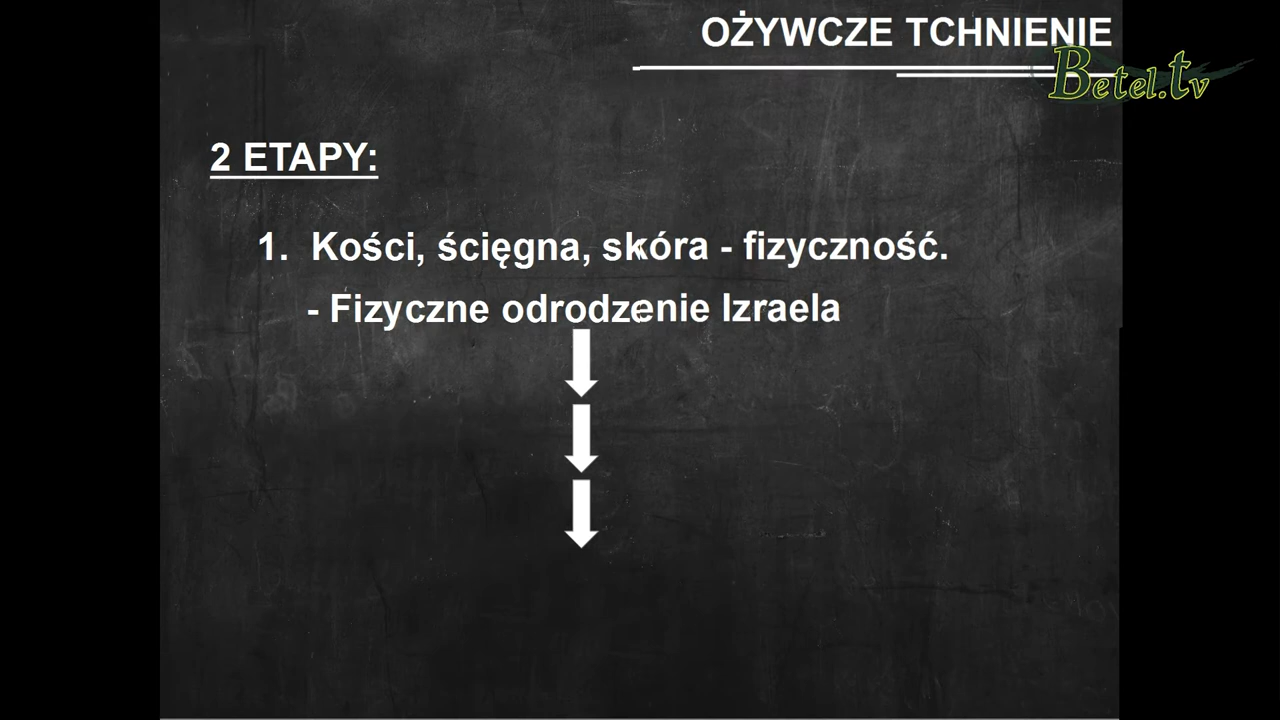 OŻYWCZE TCHNIENIE
Betel.tv
2 ETAPY:
1. Kości, ścięgna, skóra - fizyczność.
- Fizyczne odrodzenie Izraela